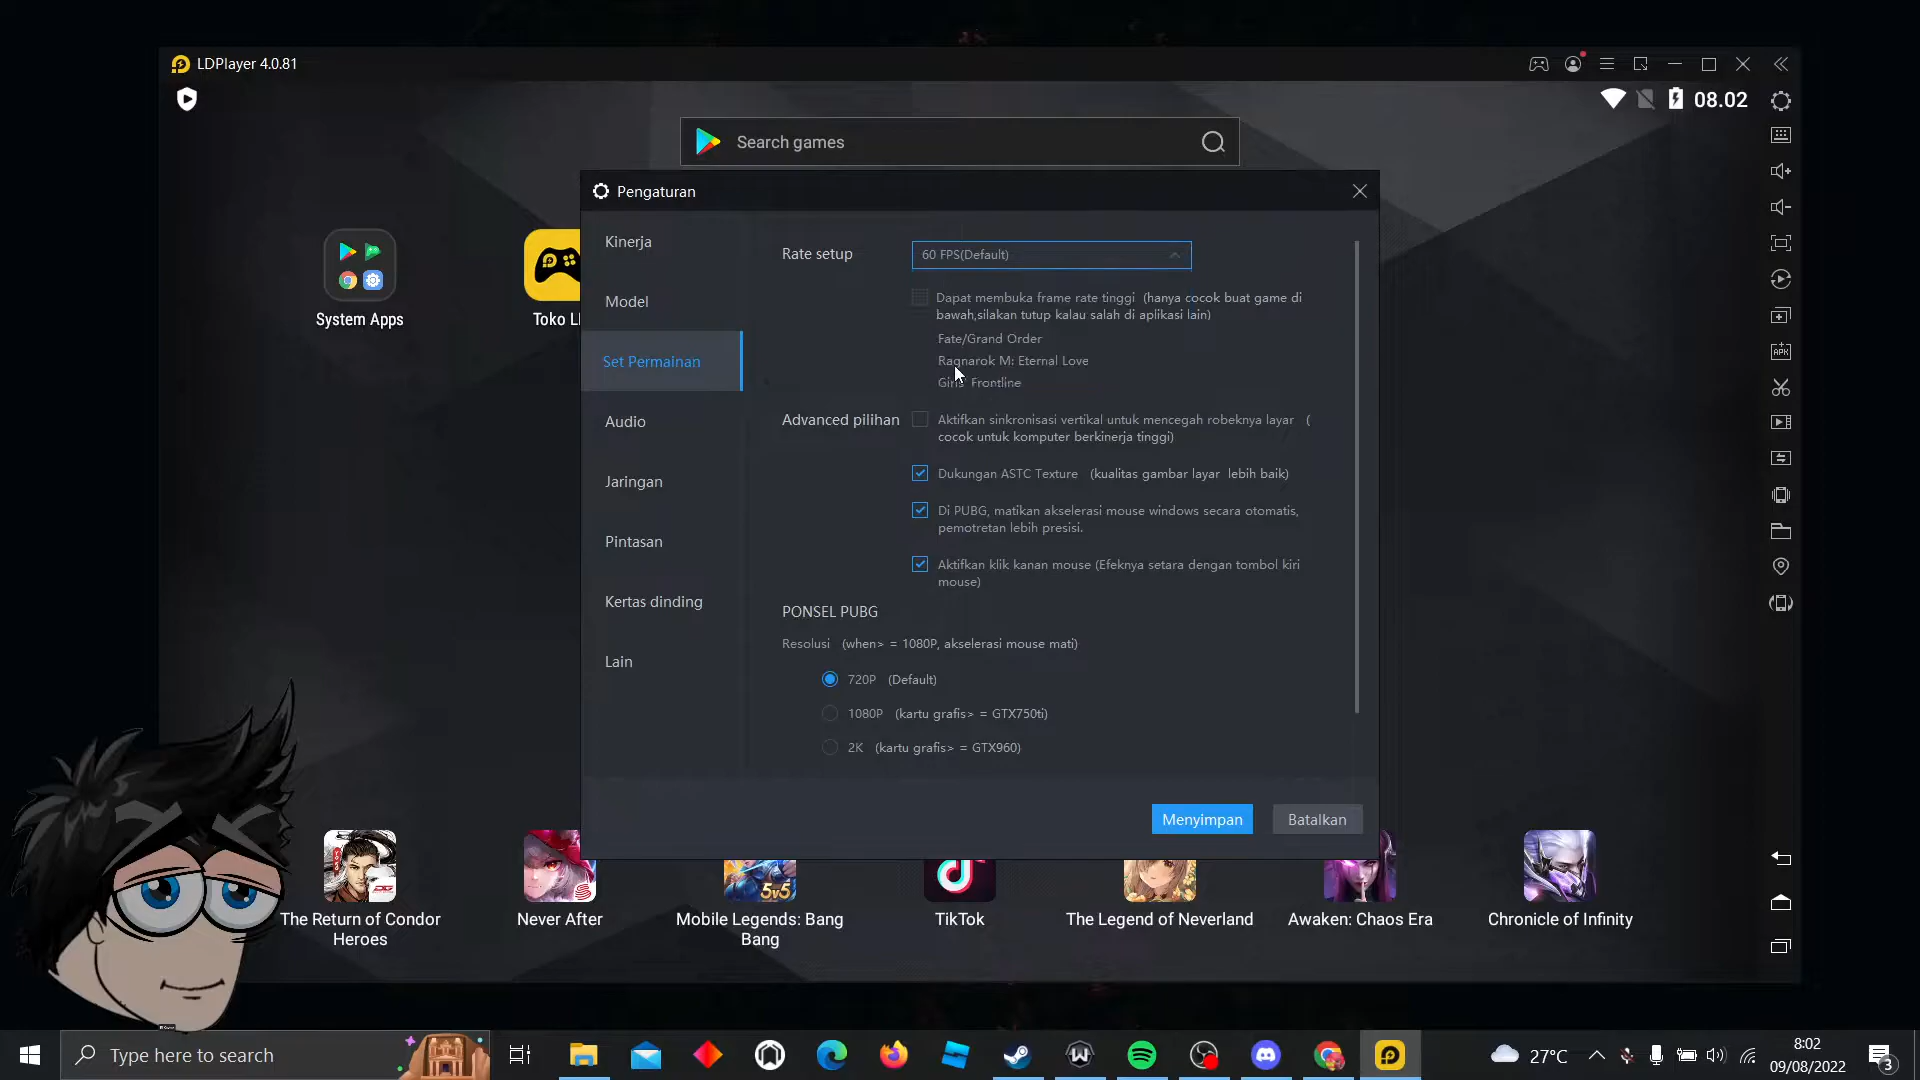 LDPlayer 4.0.81
08.02
Search games
Pengaturan
Kinerja
Model
Set Permainan
Audio
Jaringan
Pintasan
Kertas dinding
Lain
Rate setup
60 FPS(Default)
Dapat membuka frame rate tinggi (hanya cocok buat game di
bawah,silakan tutup kalau salah di aplikasi lain)
Fate/Grand Order
Ragnarok M: Eternal Love
Girls' Frontline
Advanced pilihan
Aktifkan sinkronisasi vertikal untuk mencegah robeknya layar (
cocok untuk komputer berkinerja tinggi)
Dukungan ASTC Texture (kualitas gambar layar lebih baik)
Di PUBG, matikan akselerasi mouse windows secara otomatis,
pemotretan lebih presisi.
Aktifkan klik kanan mouse (Efeknya setara dengan tombol kiri
mouse)
PONSEL PUBG
Resolusi (when> = 1080P, akselerasi mouse mati)
720P (Default)
1080P (kartu grafis> = GTX750ti)
2K (kartu grafis> = GTX960)
Menyimpan
Batalkan
System Apps
Toko L
APK
5v5
The Return of Condor
Heroes
Never After
Mobile Legends: Bang
Bang
TikTok
The Legend of Neverland
Awaken: Chaos Era
Chronicle of Infinity
Type here to search
27°C
8:02
09/08/2022
3